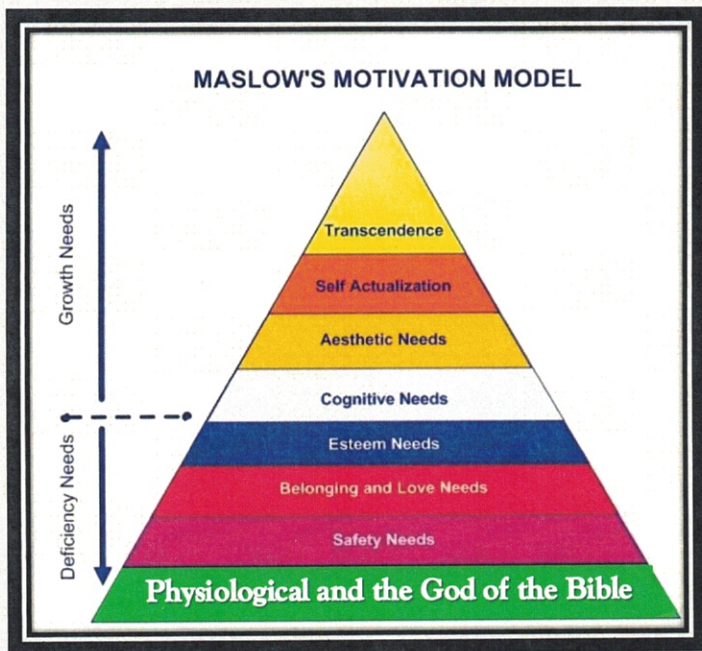 MASLOW'S MOTIVATION MODEL
Growth Needs
Deficiency Needs
Transcendence
Self Actualization
Aesthetic Needs
Cognitive Needs
Esteem Needs
Belonging and Love Needs
Safety Needs
Physiological and the God of the Bible